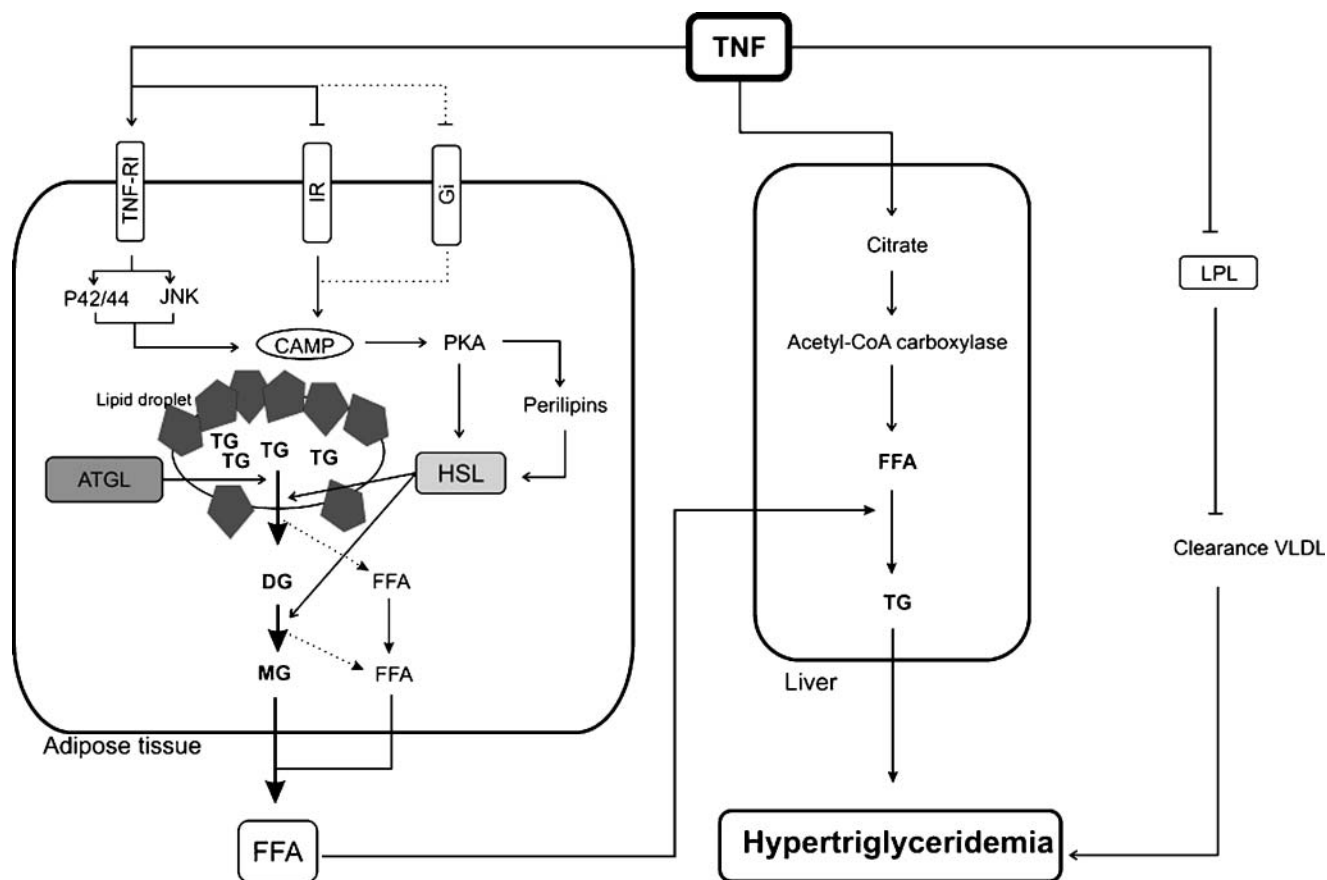 TNF
TNF-RI
IR
Gi
P42/44
JNK
CAMP
PKA
Perilipins
Lipid droplet
TG
TG
TG
TG
ATGL
HSL
DG
FFA
MG
FFA
Adipose tissue
FFA
Citrate
Acetyl-CoA carboxylase
FFA
TG
Liver
LPL
Clearance VLDL
Hypertriglyceridemia